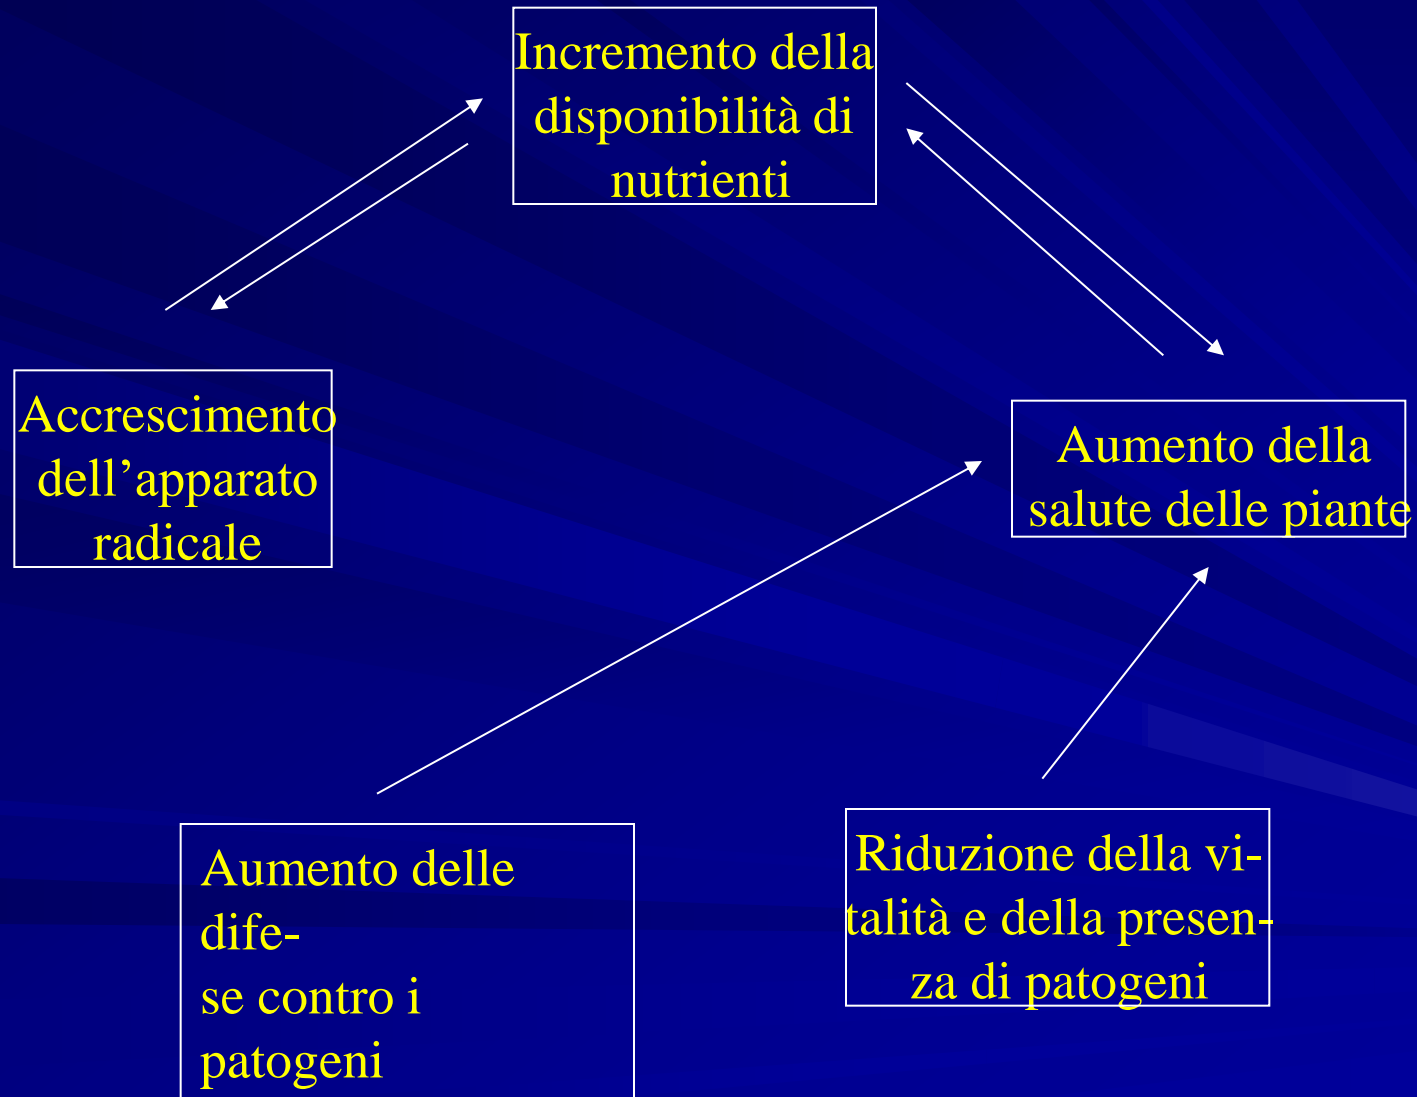 Incremento della
disponibilità di
nutrienti
Accrescimento
dell’apparato
radicale
Aumento della
salute delle piante
Aumento delle
dife-
se contro i
patogeni
Riduzione della vi-
talità e della presen-
za di patogeni